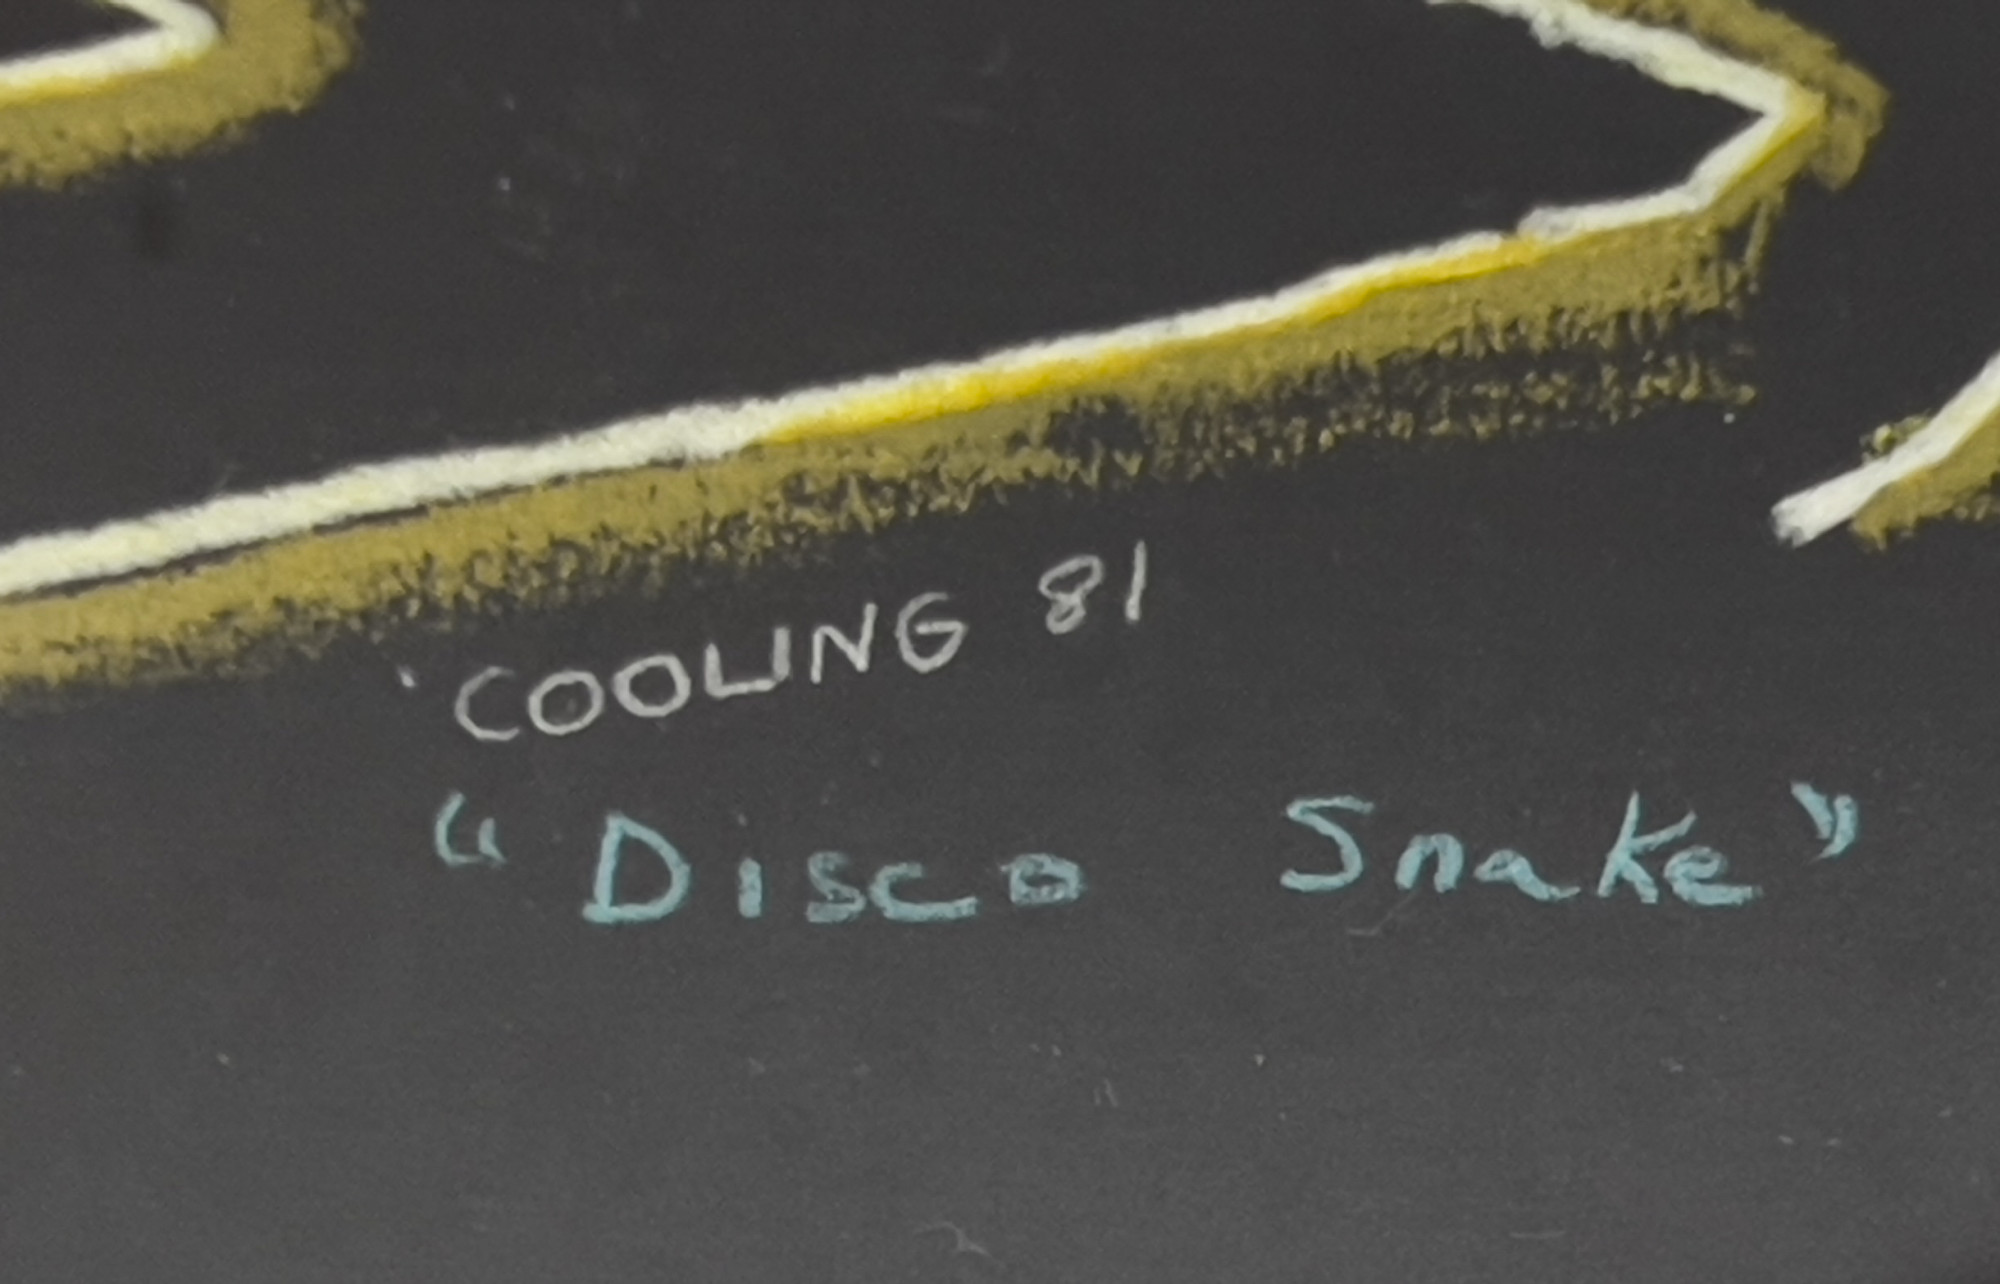 COOLING 81
“Disco Snake”